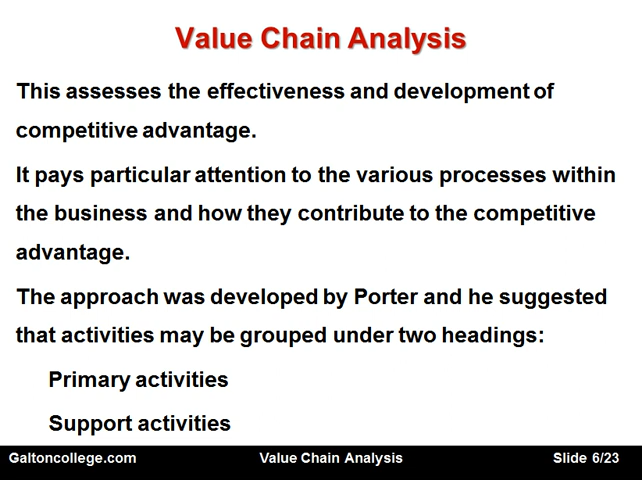 Value Chain Analysis
This assesses the effectiveness and development of
competitive advantage.
It pays particular attention to the various processes within
the business and how they contribute to the competitive
advantage.
The approach was developed by Porter and he suggested
that activities may be grouped under two headings:
Primary activities
Support activities
Galtoncollege.com Value Chain Analysis Slide 6/23